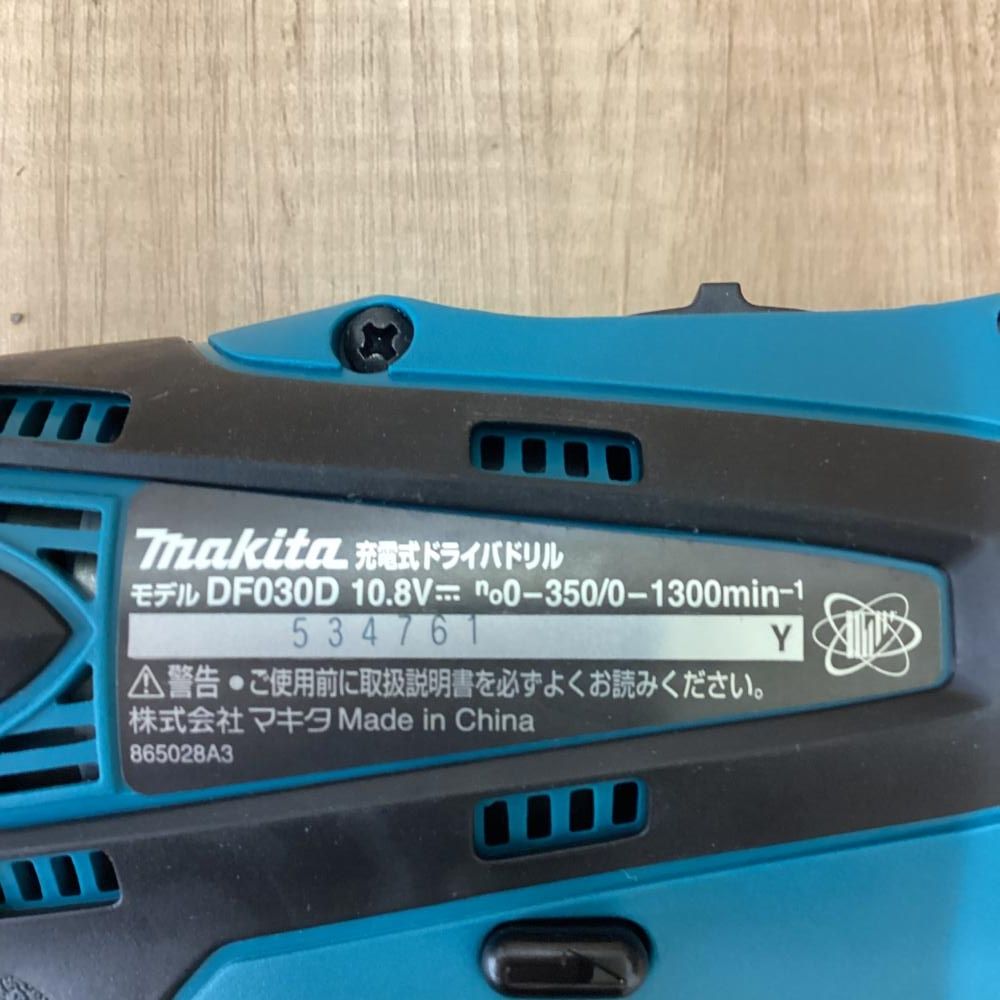 makita 充電式ドライバドリル
モデル DF030D 10.8V⎓ n₀0-350/0-1300min⁻¹
534761 Y
⚠警告 ●ご使用前に取扱説明書を必ずよくお読みください。
株式会社 マキタ Made in China
865028A3